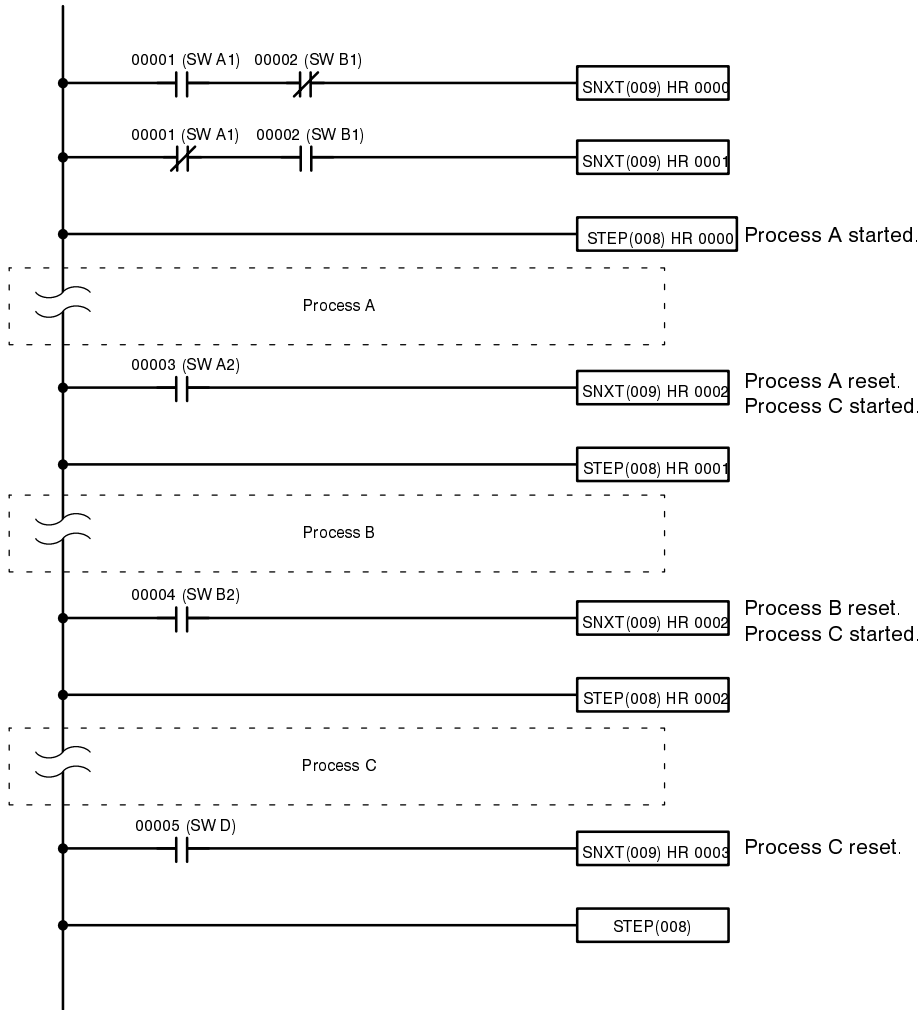 00001 (SW A1) 00002 (SW B1)
SNXT(009) HR 0000
00001 (SW A1) 00002 (SW B1)
SNXT(009) HR 0001
STEP(008) HR 0000 Process A started.
Process A
00003 (SW A2)
SNXT(009) HR 0002 Process A reset.
Process C started.
STEP(008) HR 0001
Process B
00004 (SW B2)
SNXT(009) HR 0002 Process B reset.
Process C started.
STEP(008) HR 0002
Process C
00005 (SW D)
SNXT(009) HR 0003 Process C reset.
STEP(008)